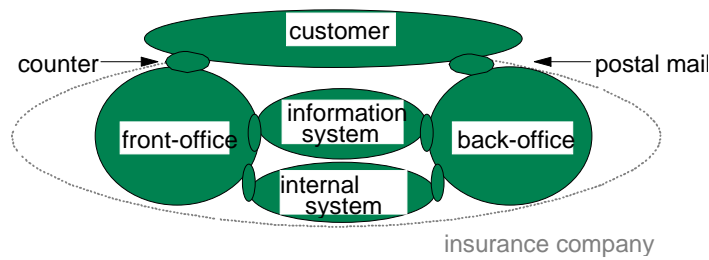 customer
counter
postal mail
information
system
front-office
back-office
internal
system
insurance company